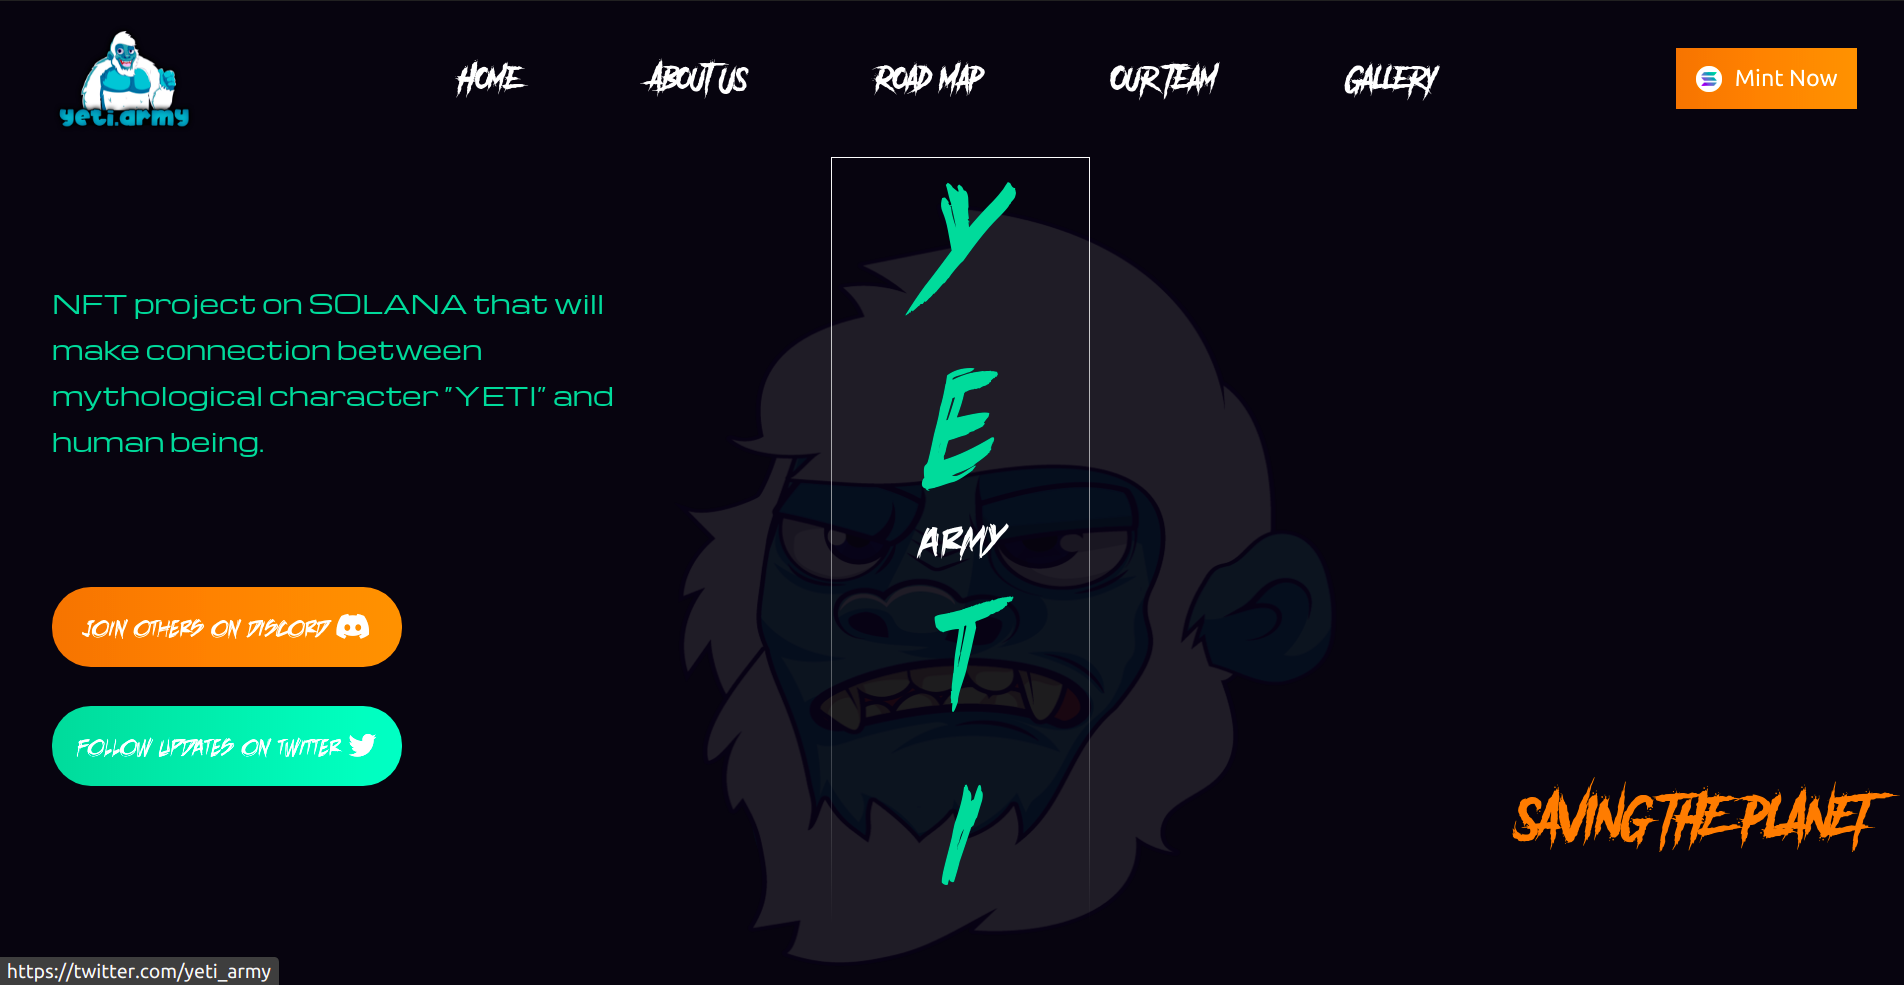 yeti.army
HOME
ABOUT US
ROAD MAP
OUR TEAM
GALLERY
Mint Now
NFT project on SOLANA that will
make connection between
mythological character "YETI" and
human being.
JOIN OTHERS ON DISCORD
FOLLOW UPDATES ON TWITTER
Y
E
ARMY
T
I
SAVING THE PLANET
https://twitter.com/yeti_army